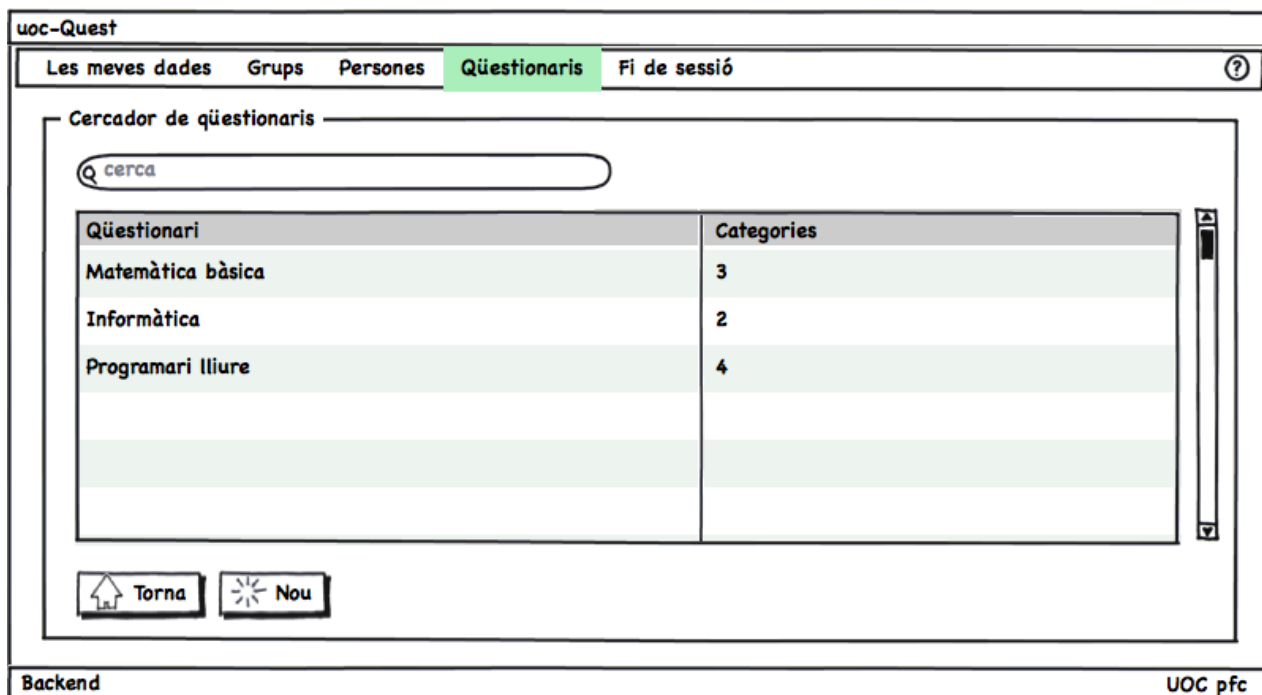 uoc-Quest
Les meves dades Grups Persones Qüestionaris Fi de sessió ?
Cercador de qüestionaris
cerca
Qüestionari Categories
Matemàtica bàsica 3
Informàtica 2
Programari lliure 4
Torna Nou
Backend UOC pfc